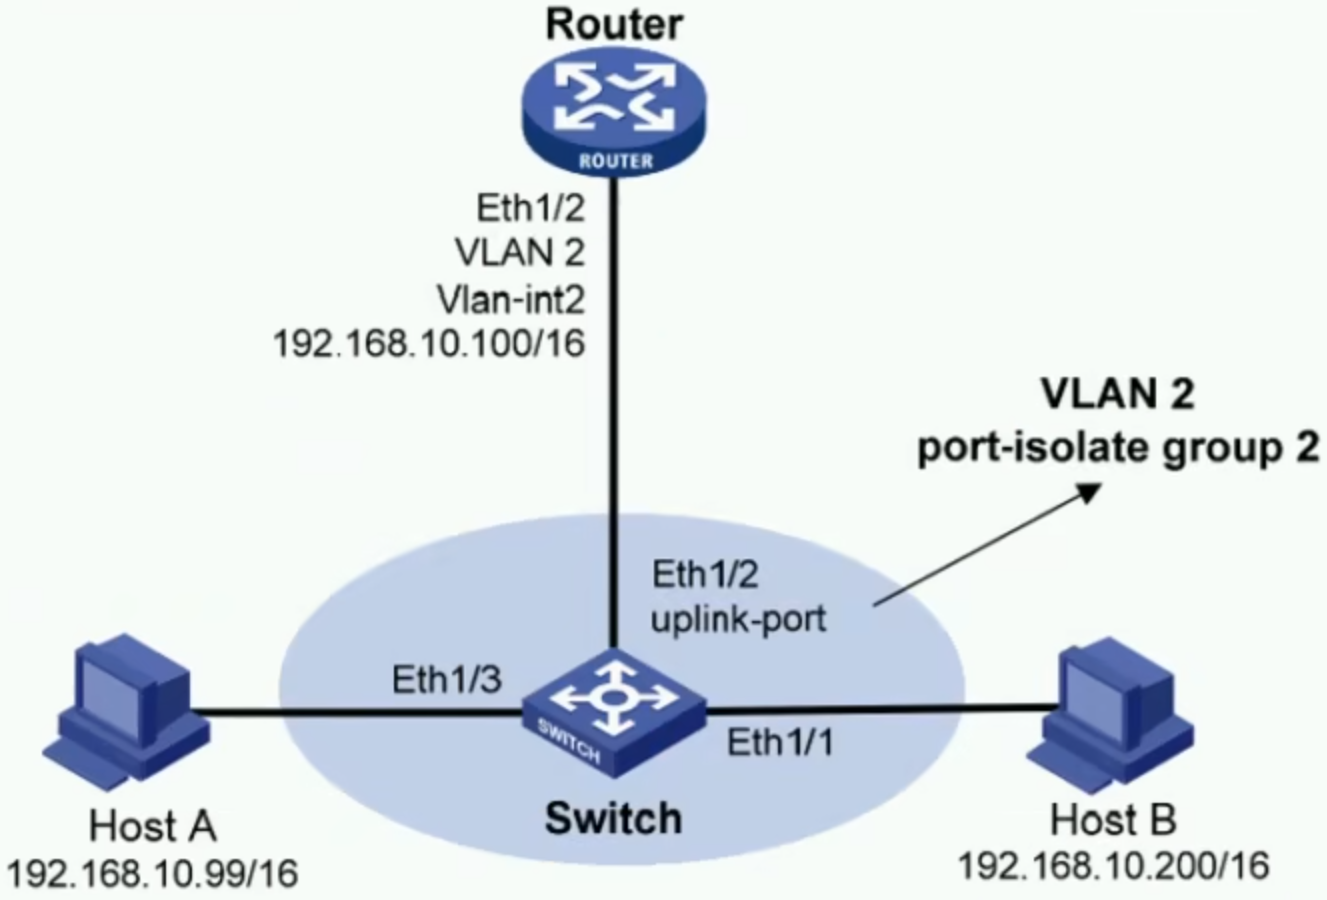 Router
ROUTER
Eth1/2
VLAN 2
Vlan-int2
192.168.10.100/16
VLAN 2
port-isolate group 2
Eth1/2
uplink-port
Eth1/3
SWITCH
Eth1/1
Switch
Host A
192.168.10.99/16
Host B
192.168.10.200/16